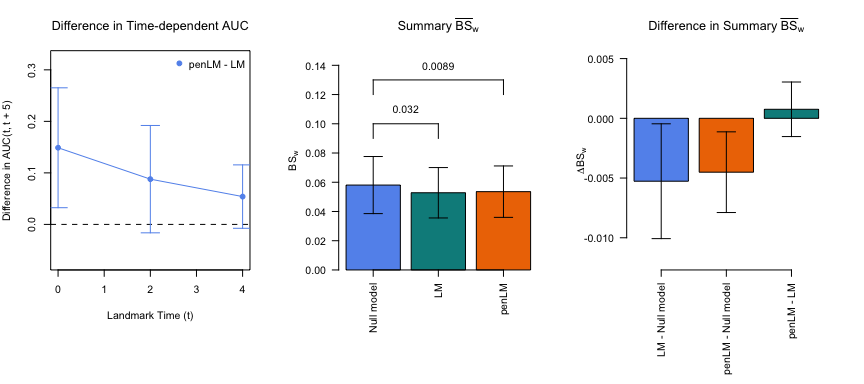 Difference in Time-dependent AUC
penLM - LM
Difference in AUC(t, t + 5)
0.3
0.2
0.1
0.0
0 1 2 3 4
Landmark Time (t)
Summary B̅S̅w
BSw
0.14
0.12
0.10
0.08
0.06
0.04
0.02
0.00
0.0089
0.032
Null model
LM
penLM
Difference in Summary B̅S̅w
ΔBSw
0.005
0.000
-0.005
-0.010
LM - Null model
penLM - Null model
penLM - LM